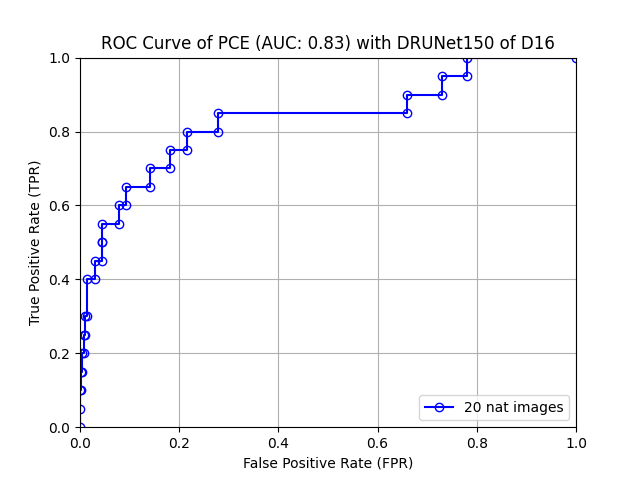 ROC Curve of PCE (AUC: 0.83) with DRUNet150 of D16
True Positive Rate (TPR)
1.0
0.8
0.6
0.4
0.2
0.0
20 nat images
0.0 0.2 0.4 0.6 0.8 1.0
False Positive Rate (FPR)